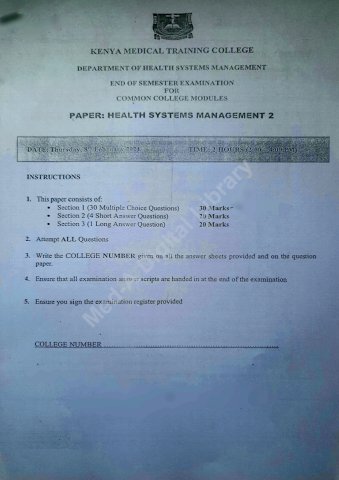 KENYA MEDICAL TRAINING COLLEGE
DEPARTMENT OF HEALTH SYSTEMS MANAGEMENT
END OF SEMESTER EXAMINATION
FOR
COMMON COLLEGE MODULES
PAPER: HEALTH SYSTEMS MANAGEMENT 2
DATE: Thursday, 8 February TIME: 2 HOURS
INSTRUCTIONS
1. This paper consists of:
• Section 1 (30 Multiple Choice Questions) 30 Marks
• Section 2 (4 Short Answer Questions) Marks
• Section 3 (1 Long Answer Question) 20 Marks
2. Attempt ALL Questions
3. Write the COLLEGE NUMBER given on all the answer sheets provided and on the question
paper.
4. Ensure that all examination answer scripts are handed in at the end of the examination
5. Ensure you sign the examination register provided
COLLEGE NUMBER
Library